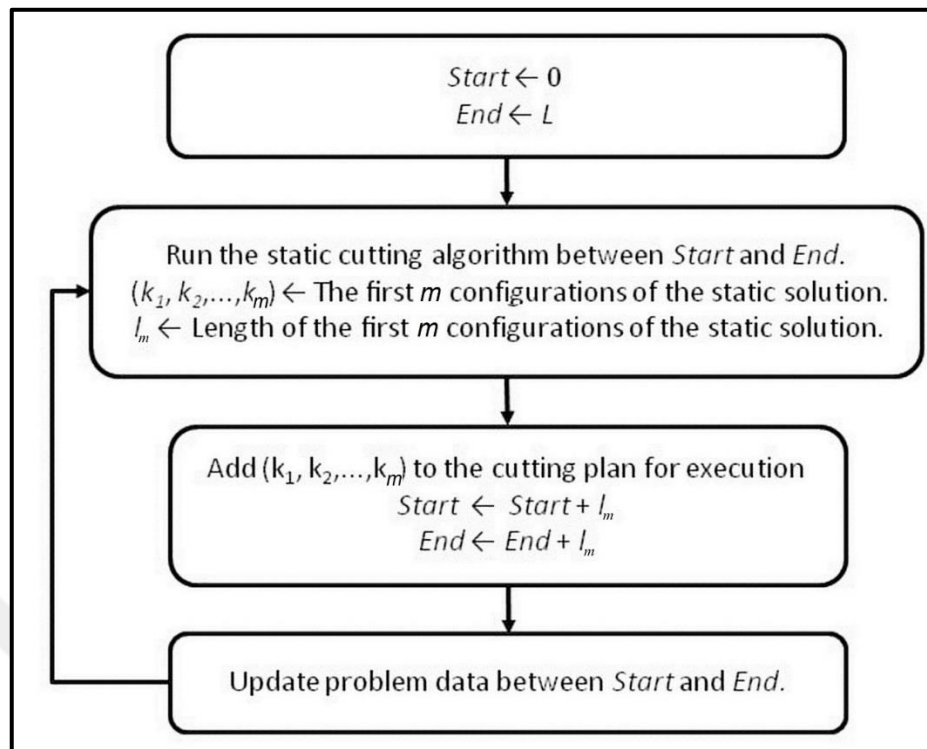 Start ← 0
End ← L
Run the static cutting algorithm between Start and End.
(k₁, k₂,...,kₘ) ← The first m configurations of the static solution.
lₘ ← Length of the first m configurations of the static solution.
Add (k₁, k₂,...,kₘ) to the cutting plan for execution
Start ← Start + lₘ
End ← End + lₘ
Update problem data between Start and End.